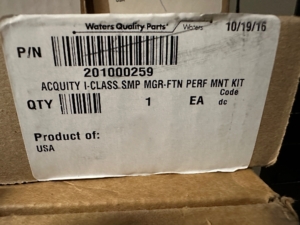 Waters Quality Parts™ Waters 10/19/16
P/N
201000259
ACQUITY I-CLASS SMP MGR-FTN PERF MNT KIT
QTY 1 EA Code dc
Product of:
USA